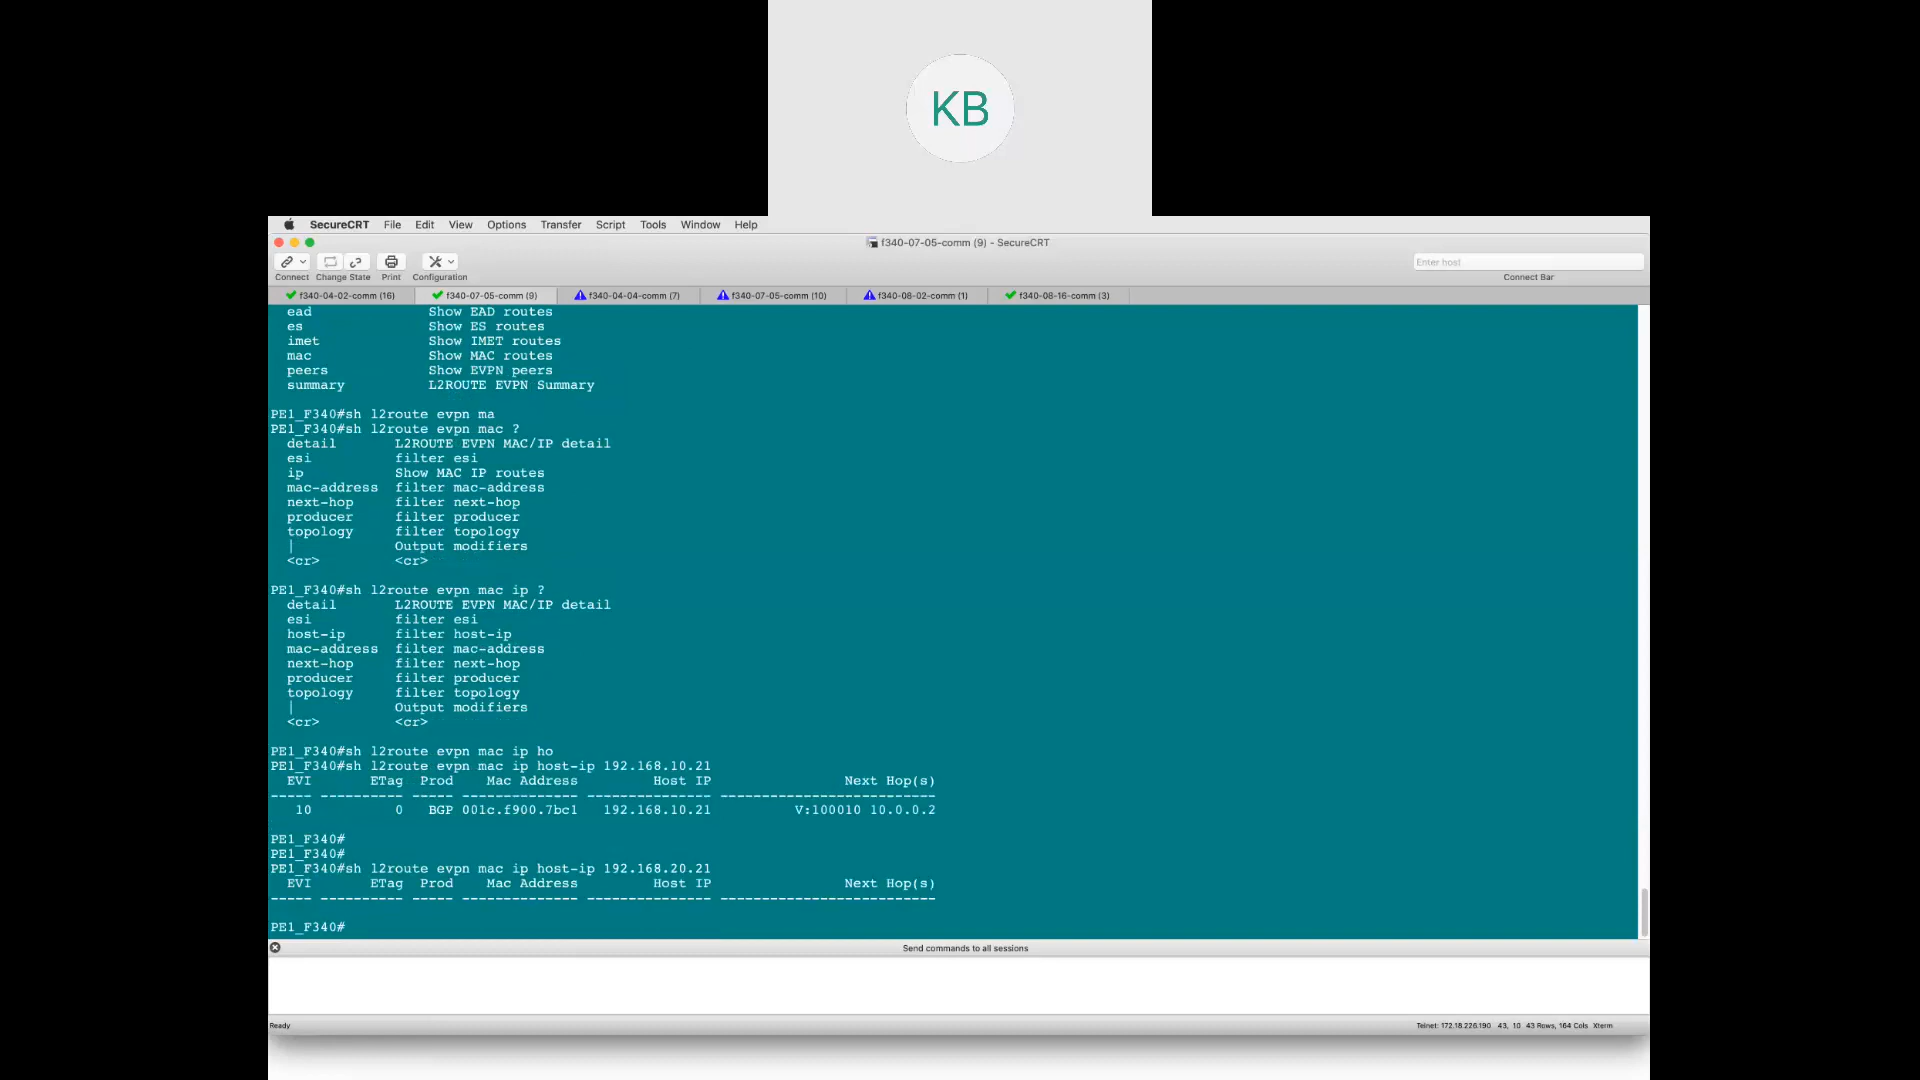 KB
SecureCRT File Edit View Options Transfer Script Tools Window Help
f340-07-05-comm (9) - SecureCRT
Enter host
Connect Change State Print Configuration Connect Bar
f340-04-02-comm (16) f340-07-05-comm (9) f340-04-04-comm (7) f340-07-05-comm (10) f340-08-02-comm (1) f340-08-16-comm (3)
ead Show EAD routes
es Show ES routes
imet Show IMET routes
mac Show MAC routes
peers Show EVPN peers
summary L2ROUTE EVPN Summary
PE1_F340#sh l2route evpn ma
PE1_F340#sh l2route evpn mac ?
detail L2ROUTE EVPN MAC/IP detail
esi filter esi
ip Show MAC IP routes
mac-address filter mac-address
next-hop filter next-hop
producer filter producer
topology filter topology
| Output modifiers
<cr> <cr>
PE1_F340#sh l2route evpn mac ip ?
detail L2ROUTE EVPN MAC/IP detail
esi filter esi
host-ip filter host-ip
mac-address filter mac-address
next-hop filter next-hop
producer filter producer
topology filter topology
| Output modifiers
<cr> <cr>
PE1_F340#sh l2route evpn mac ip ho
PE1_F340#sh l2route evpn mac ip host-ip 192.168.10.21
EVI ETag Prod Mac Address Host IP Next Hop(s)
----- ---------- ----- -------------- --------------- --------------------------
10 0 BGP 001c.f900.7bc1 192.168.10.21 V:100010 10.0.0.2
PE1_F340#
PE1_F340#
PE1_F340#sh l2route evpn mac ip host-ip 192.168.20.21
EVI ETag Prod Mac Address Host IP Next Hop(s)
----- ---------- ----- -------------- --------------- --------------------------
PE1_F340#
Send commands to all sessions
Ready Telnet: 172.18.226.190 43, 10 43 Rows, 164 Cols Xterm